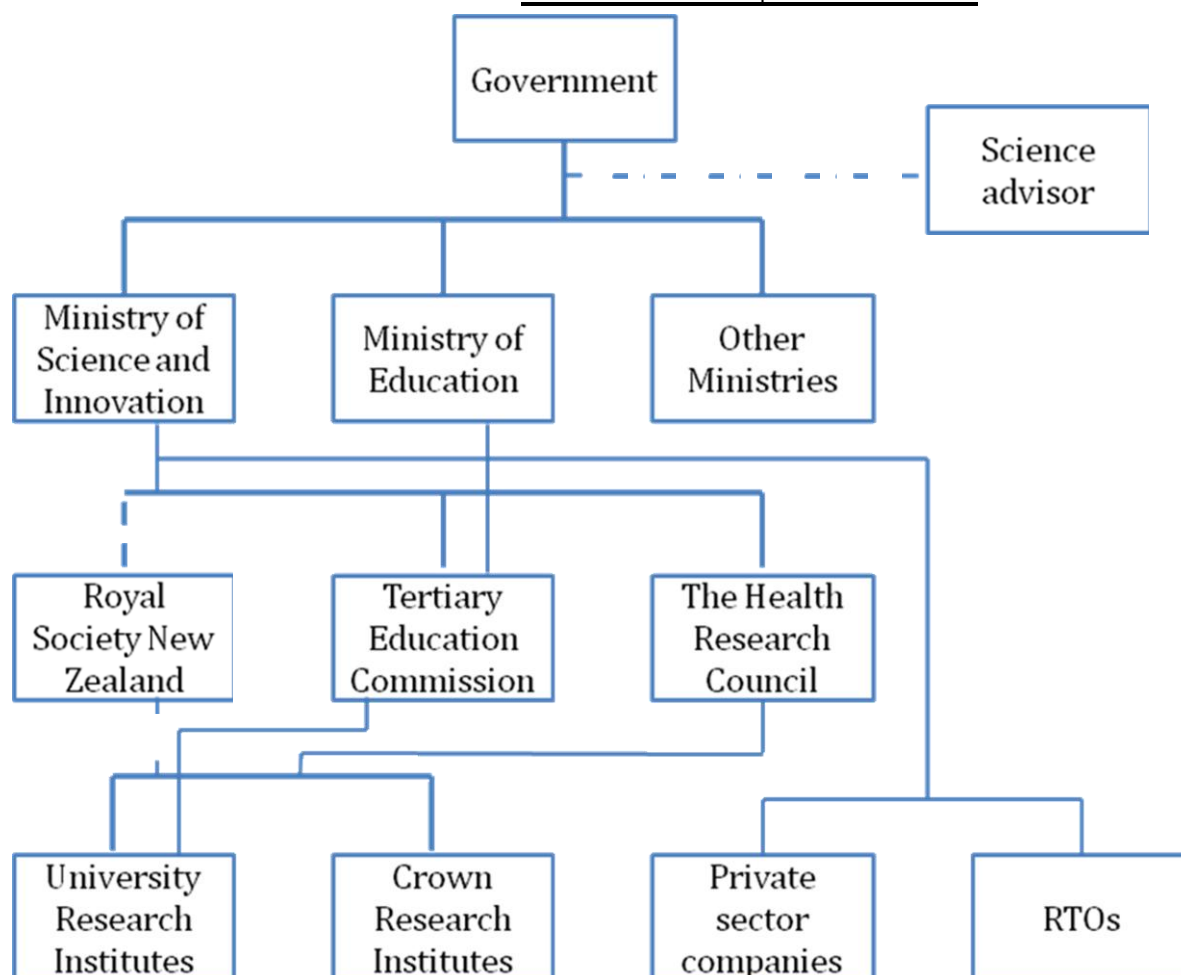 Government
Science
advisor
Ministry of
Science and
Innovation
Ministry of
Education
Other
Ministries
Royal
Society New
Zealand
Tertiary
Education
Commission
The Health
Research
Council
University
Research
Institutes
Crown
Research
Institutes
Private
sector
companies
RTOs